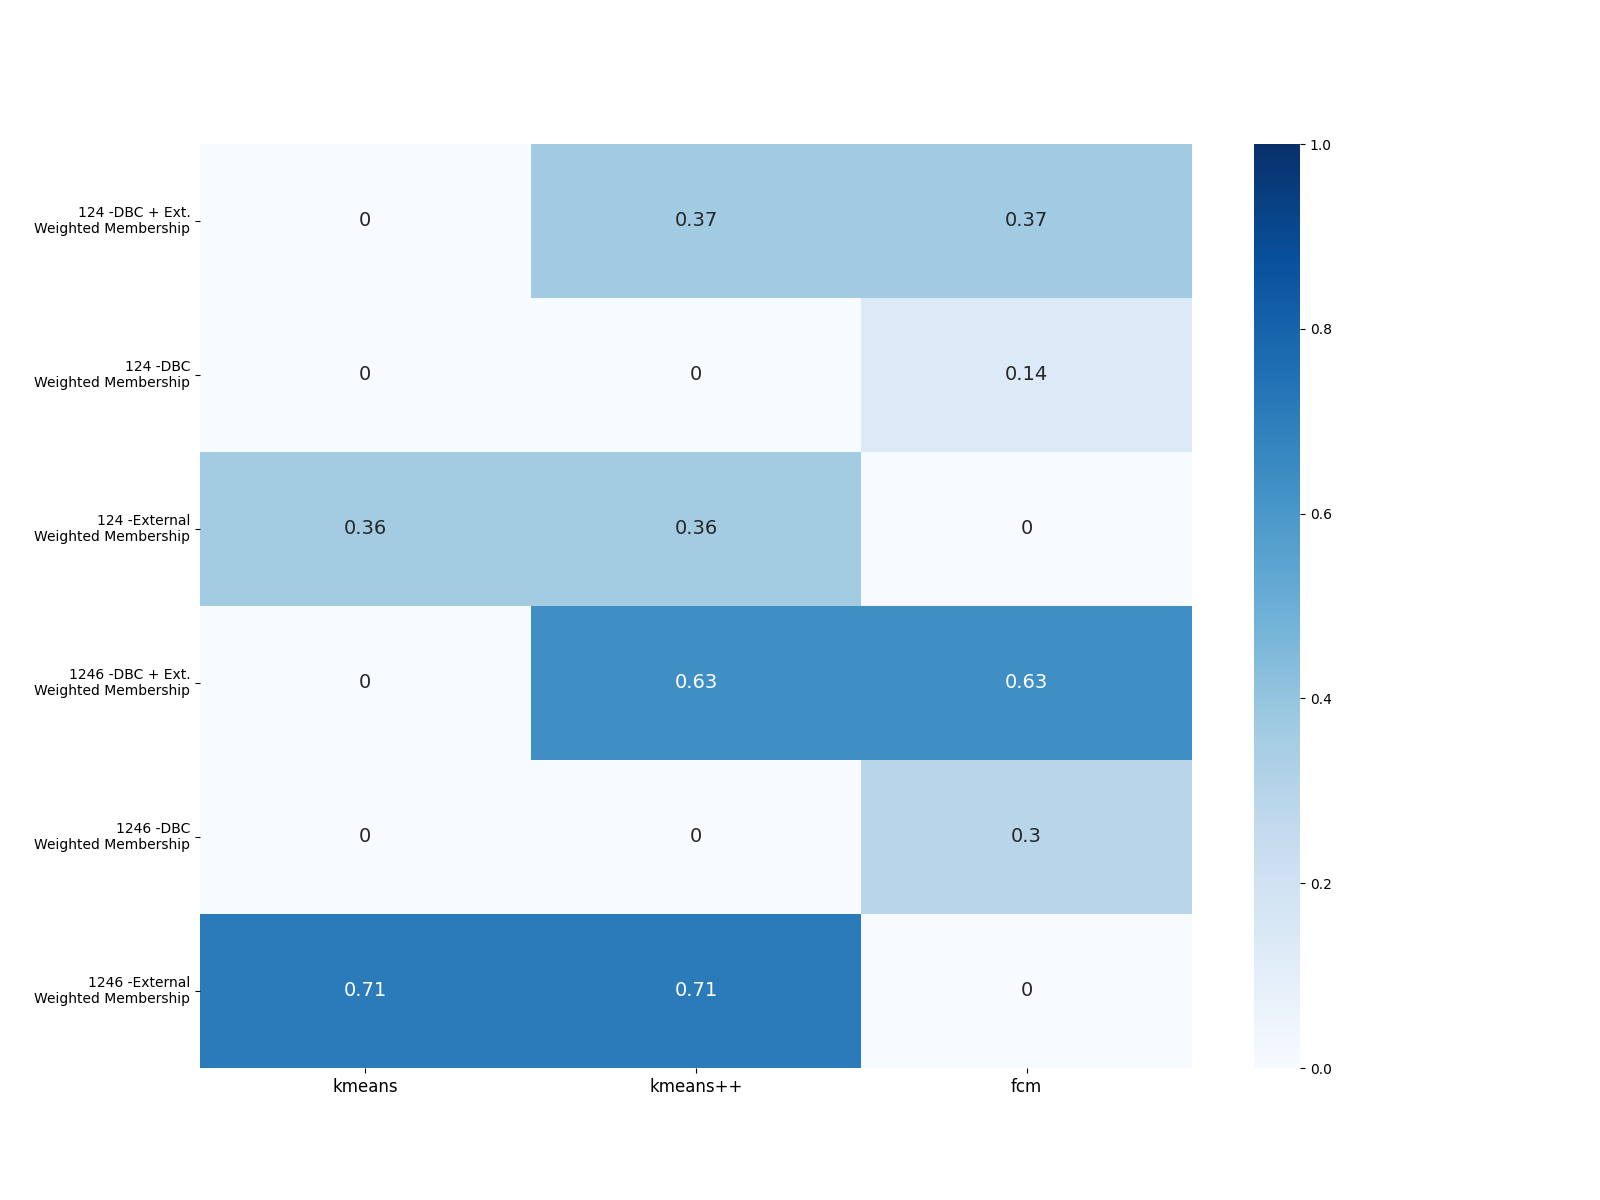 124 -DBC + Ext.
Weighted Membership
0 0.37 0.37
124 -DBC
Weighted Membership
0 0 0.14
124 -External
Weighted Membership
0.36 0.36 0
1246 -DBC + Ext.
Weighted Membership
0 0.63 0.63
1246 -DBC
Weighted Membership
0 0 0.3
1246 -External
Weighted Membership
0.71 0.71 0
kmeans kmeans++ fcm
1.0
0.8
0.6
0.4
0.2
0.0